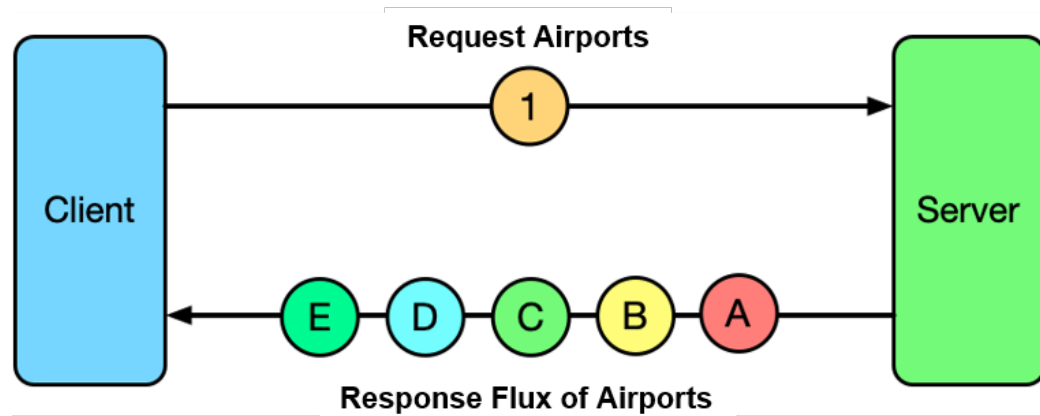 Request Airports
1
Client
Server
E D C B A
Response Flux of Airports